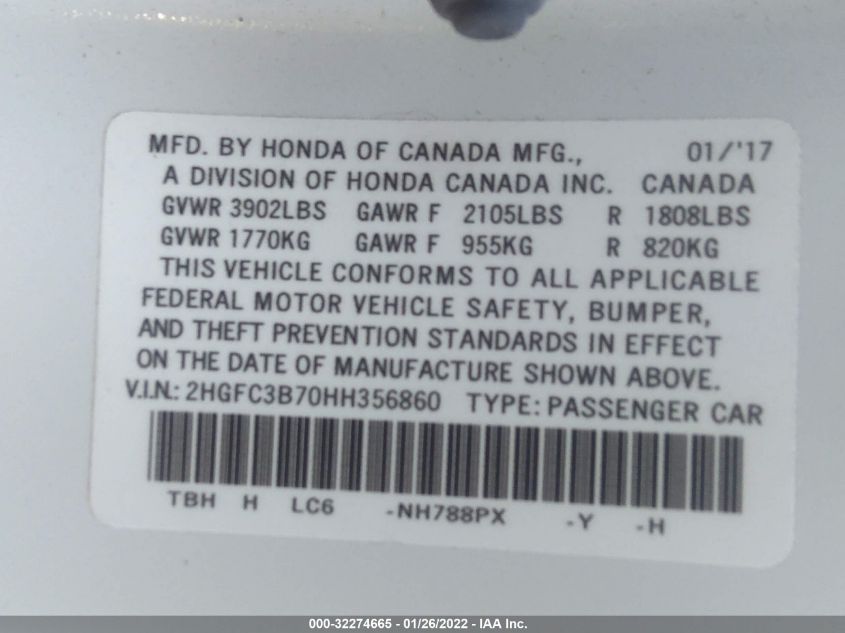 MFD. BY HONDA OF CANADA MFG., 01/'17
A DIVISION OF HONDA CANADA INC. CANADA
GVWR 3902LBS GAWR F 2105LBS R 1808LBS
GVWR 1770KG GAWR F 955KG R 820KG
THIS VEHICLE CONFORMS TO ALL APPLICABLE
FEDERAL MOTOR VEHICLE SAFETY, BUMPER,
AND THEFT PREVENTION STANDARDS IN EFFECT
ON THE DATE OF MANUFACTURE SHOWN ABOVE.
V.I.N.: 2HGFC3B70HH356860 TYPE: PASSENGER CAR
TBH H LC6 -NH788PX -Y -H
000-32274665 - 01/26/2022 - IAA Inc.